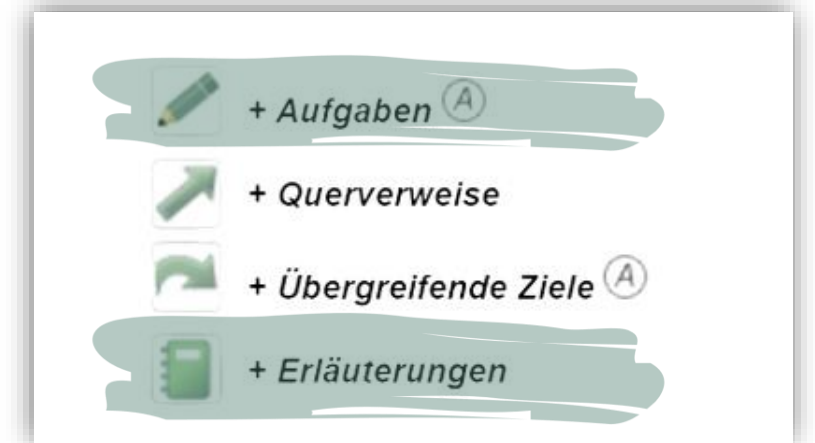 + Aufgaben Ⓐ
+ Querverweise
+ Übergreifende Ziele Ⓐ
+ Erläuterungen